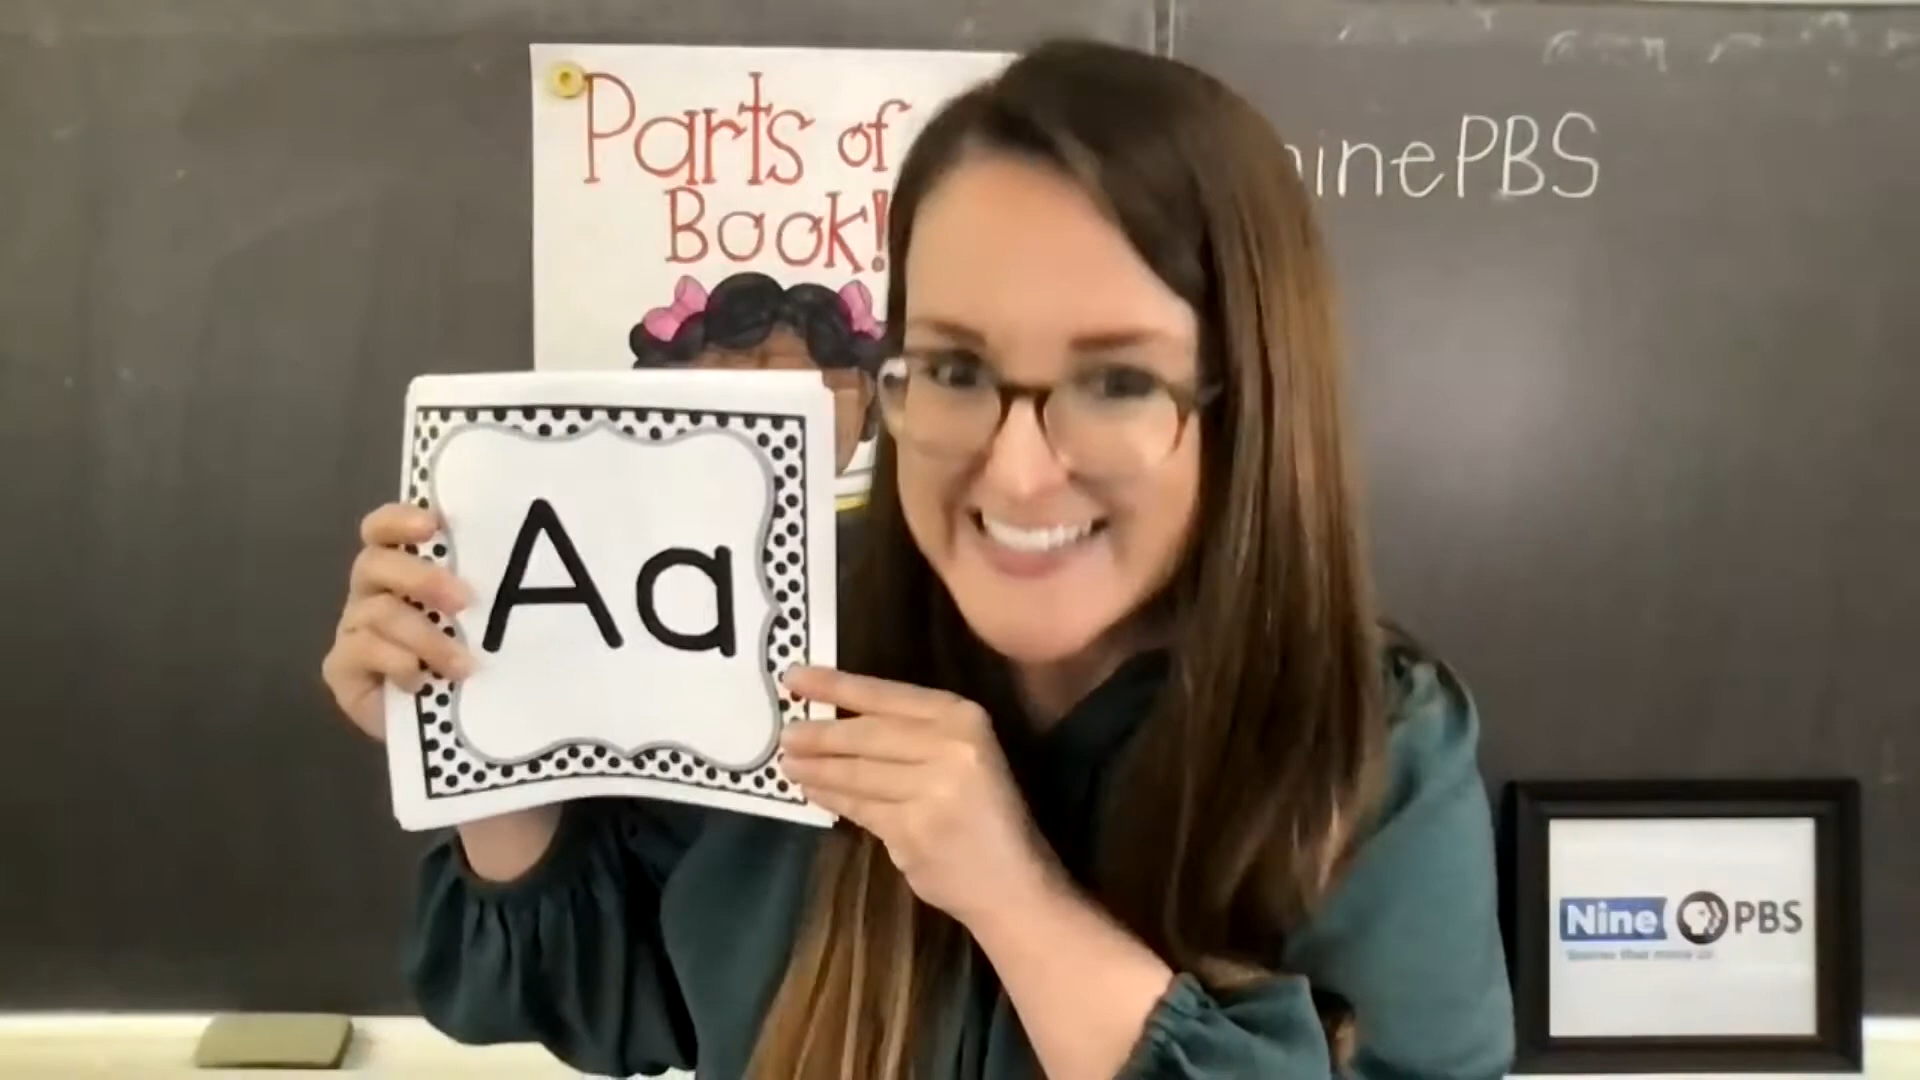 Parts of
Book!
ninePBS
Aa
Nine PBS